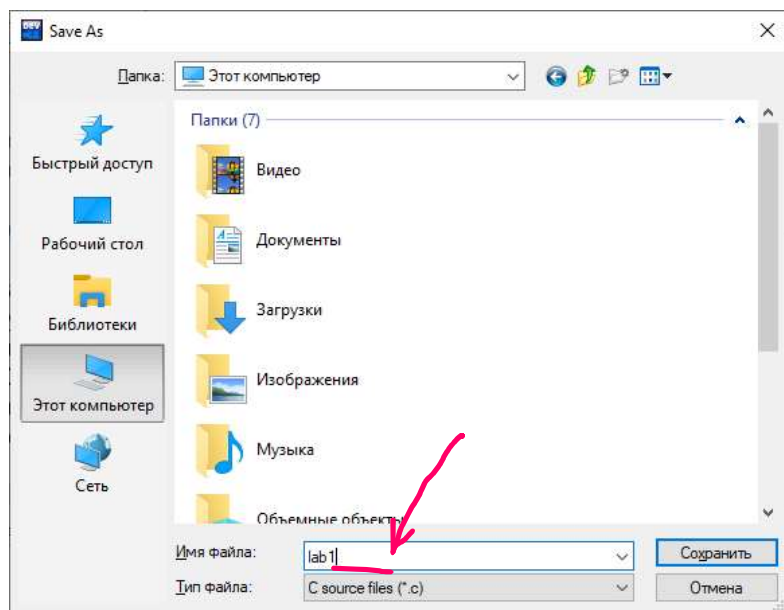 DEV
Save As
Папка:
Этот компьютер
Папки (7)
Быстрый доступ
Видео
Рабочий стол
Документы
Библиотеки
Загрузки
Этот компьютер
Изображения
Сеть
Музыка
Объемные объекты
Имя файла:
lab1
Сохранить
Тип файла:
C source files (*.c)
Отмена